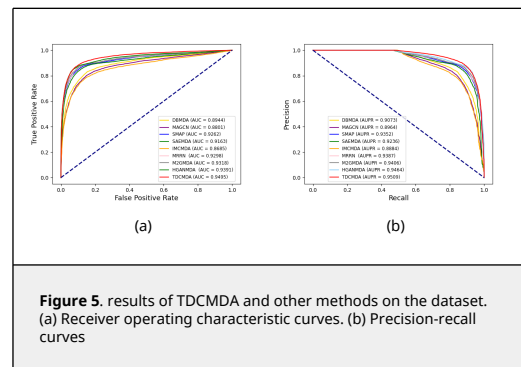 1.0
0.8
0.6
0.4
0.2
0.0
True Positive Rate
DBMDA (AUC = 0.8944)
MAGCN (AUC = 0.8801)
SMAP (AUC = 0.9262)
SAEMDA (AUC = 0.9163)
IMCMDA (AUC = 0.8695)
MRRN (AUC = 0.9298)
M2GMDA (AUC = 0.9318)
HGANMDA (AUC = 0.9391)
TDCMDA (AUC = 0.9495)
0.0 0.2 0.4 0.6 0.8 1.0
False Positive Rate
(a)
1.0
0.8
0.6
0.4
0.2
0.0
Precision
DBMDA (AUPR = 0.9073)
MAGCN (AUPR = 0.8964)
SMAP (AUPR = 0.9352)
SAEMDA (AUPR = 0.9236)
IMCMDA (AUPR = 0.8884)
MRRN (AUPR = 0.9387)
M2GMDA (AUPR = 0.9406)
HGANMDA (AUPR = 0.9464)
TDCMDA (AUPR = 0.9509)
0.0 0.2 0.4 0.6 0.8 1.0
Recall
(b)
Figure 5. results of TDCMDA and other methods on the dataset.
(a) Receiver operating characteristic curves. (b) Precision-recall
curves